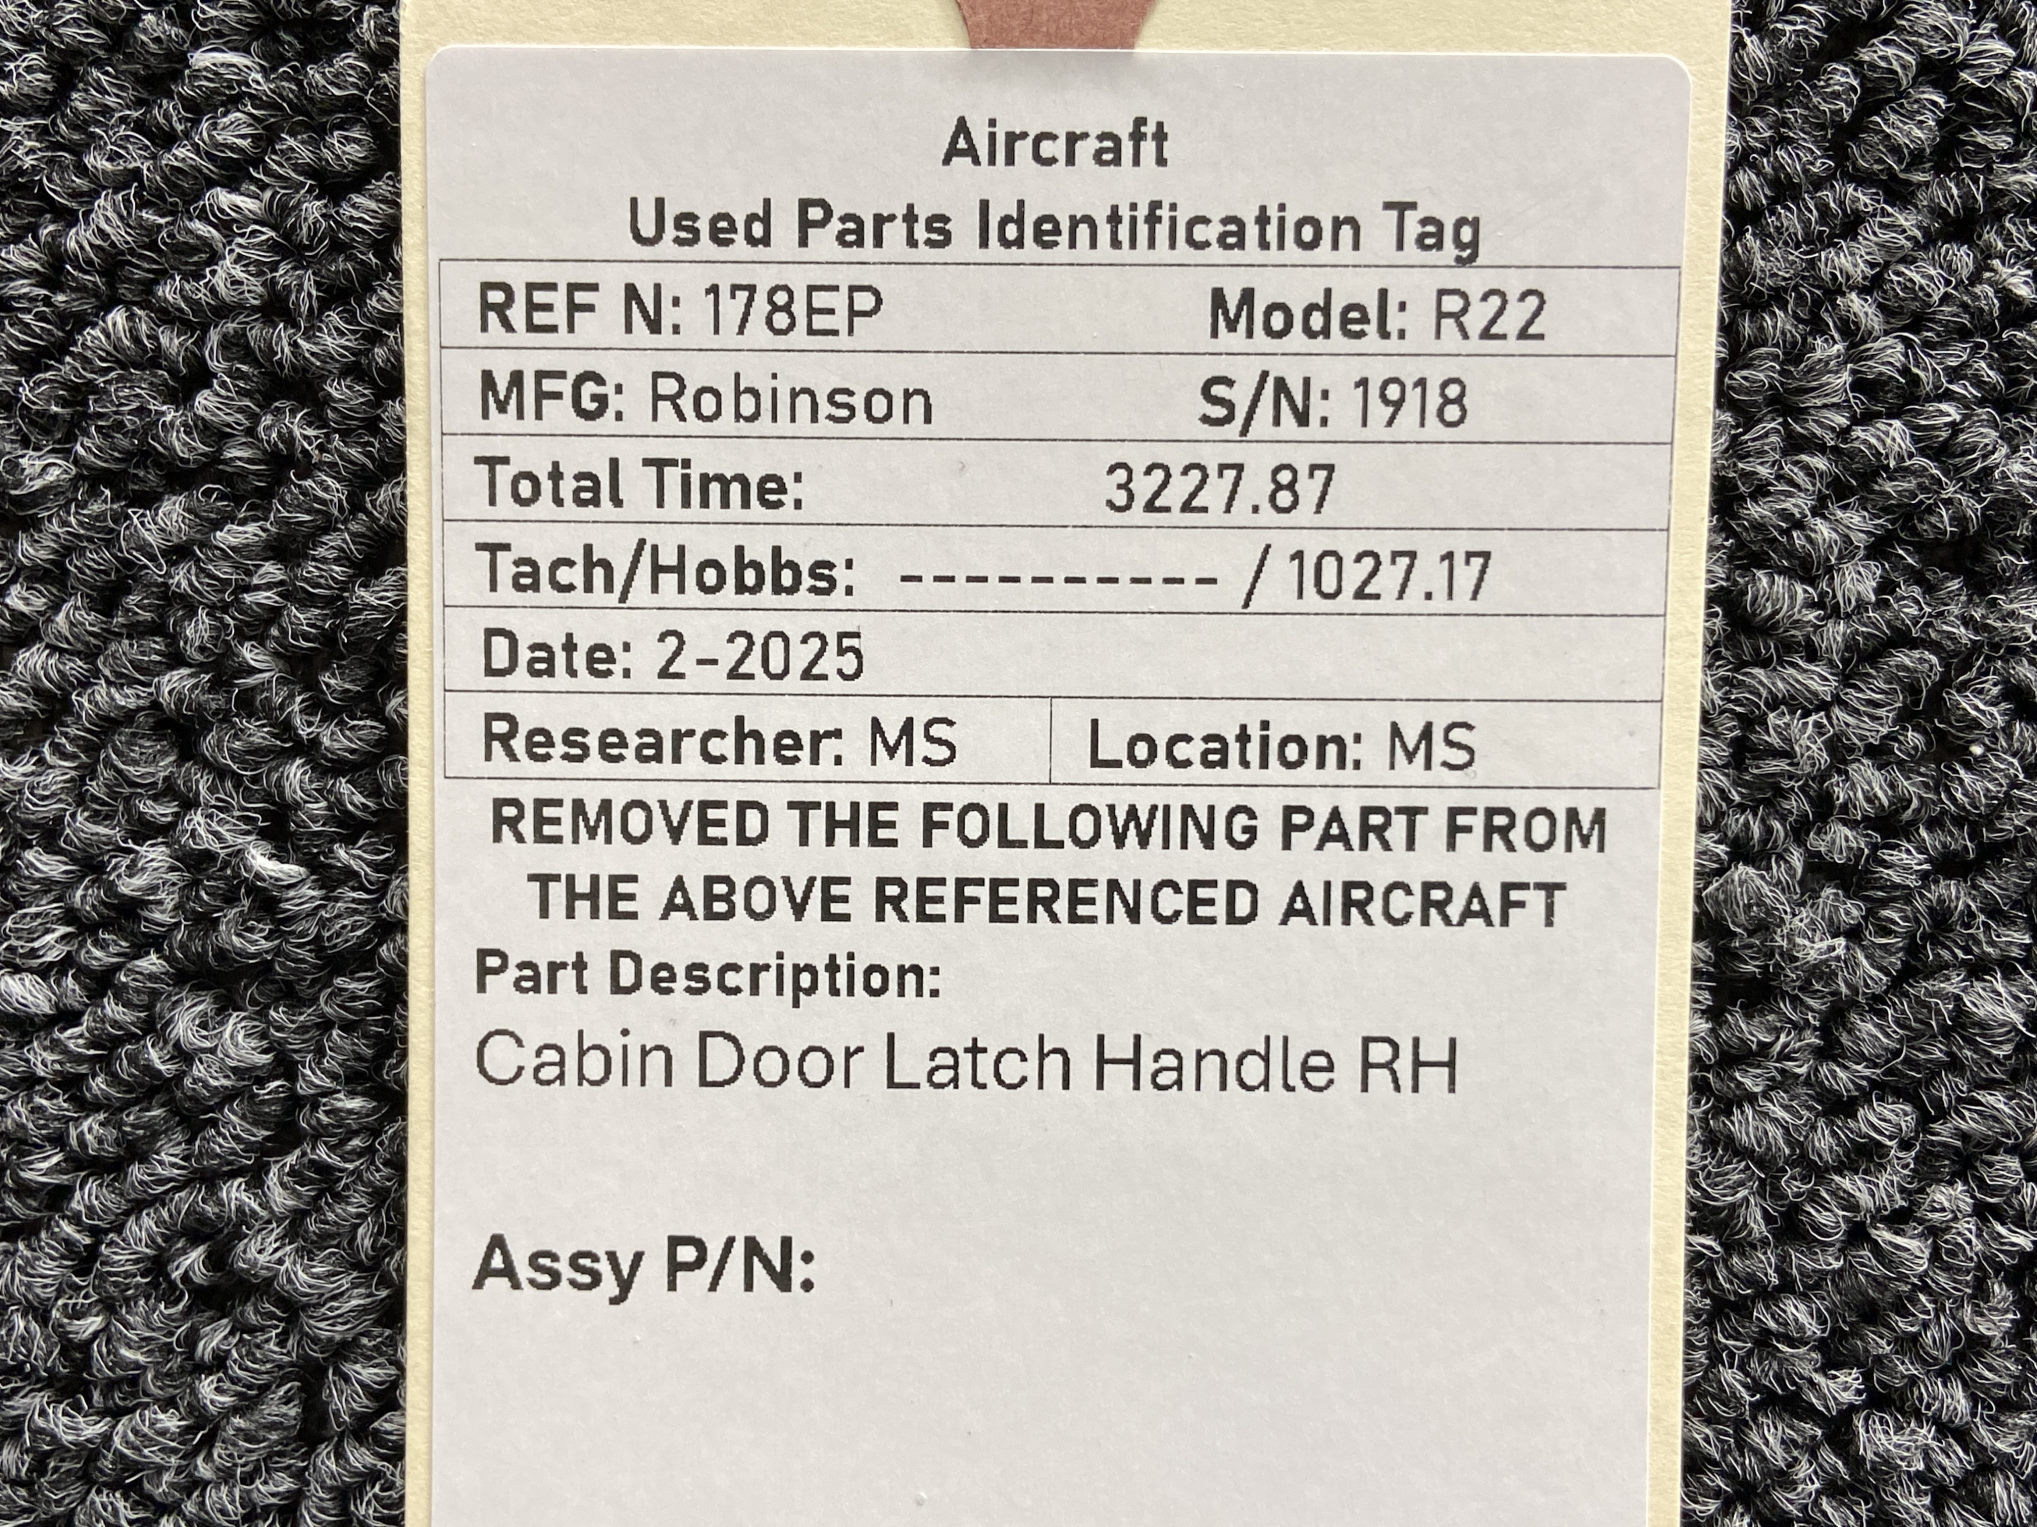 Aircraft
Used Parts Identification Tag
REF N: 178EP Model: R22
MFG: Robinson S/N: 1918
Total Time: 3227.87
Tach/Hobbs: ---------- / 1027.17
Date: 2-2025
Researcher: MS Location: MS
REMOVED THE FOLLOWING PART FROM
THE ABOVE REFERENCED AIRCRAFT
Part Description:
Cabin Door Latch Handle RH
Assy P/N: